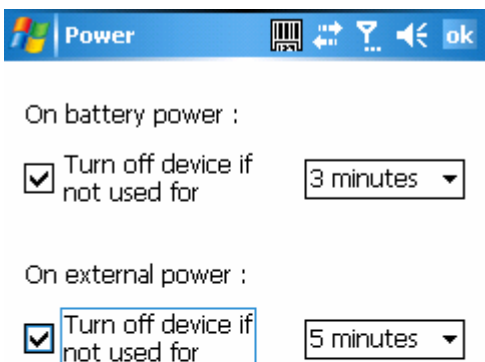 Power
123
ok
On battery power :
Turn off device if
not used for
3 minutes
On external power :
Turn off device if
not used for
5 minutes